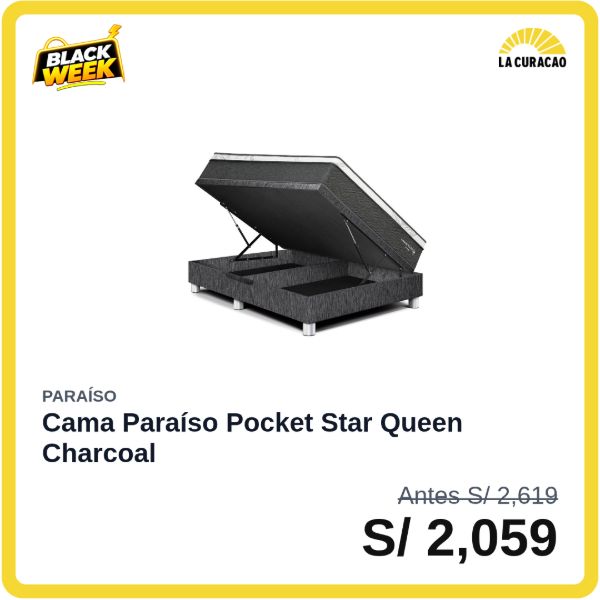 BLACK
WEEK
LA CURACAO
PARAÍSO
Cama Paraíso Pocket Star Queen
Charcoal
Antes S/ 2,619
S/ 2,059